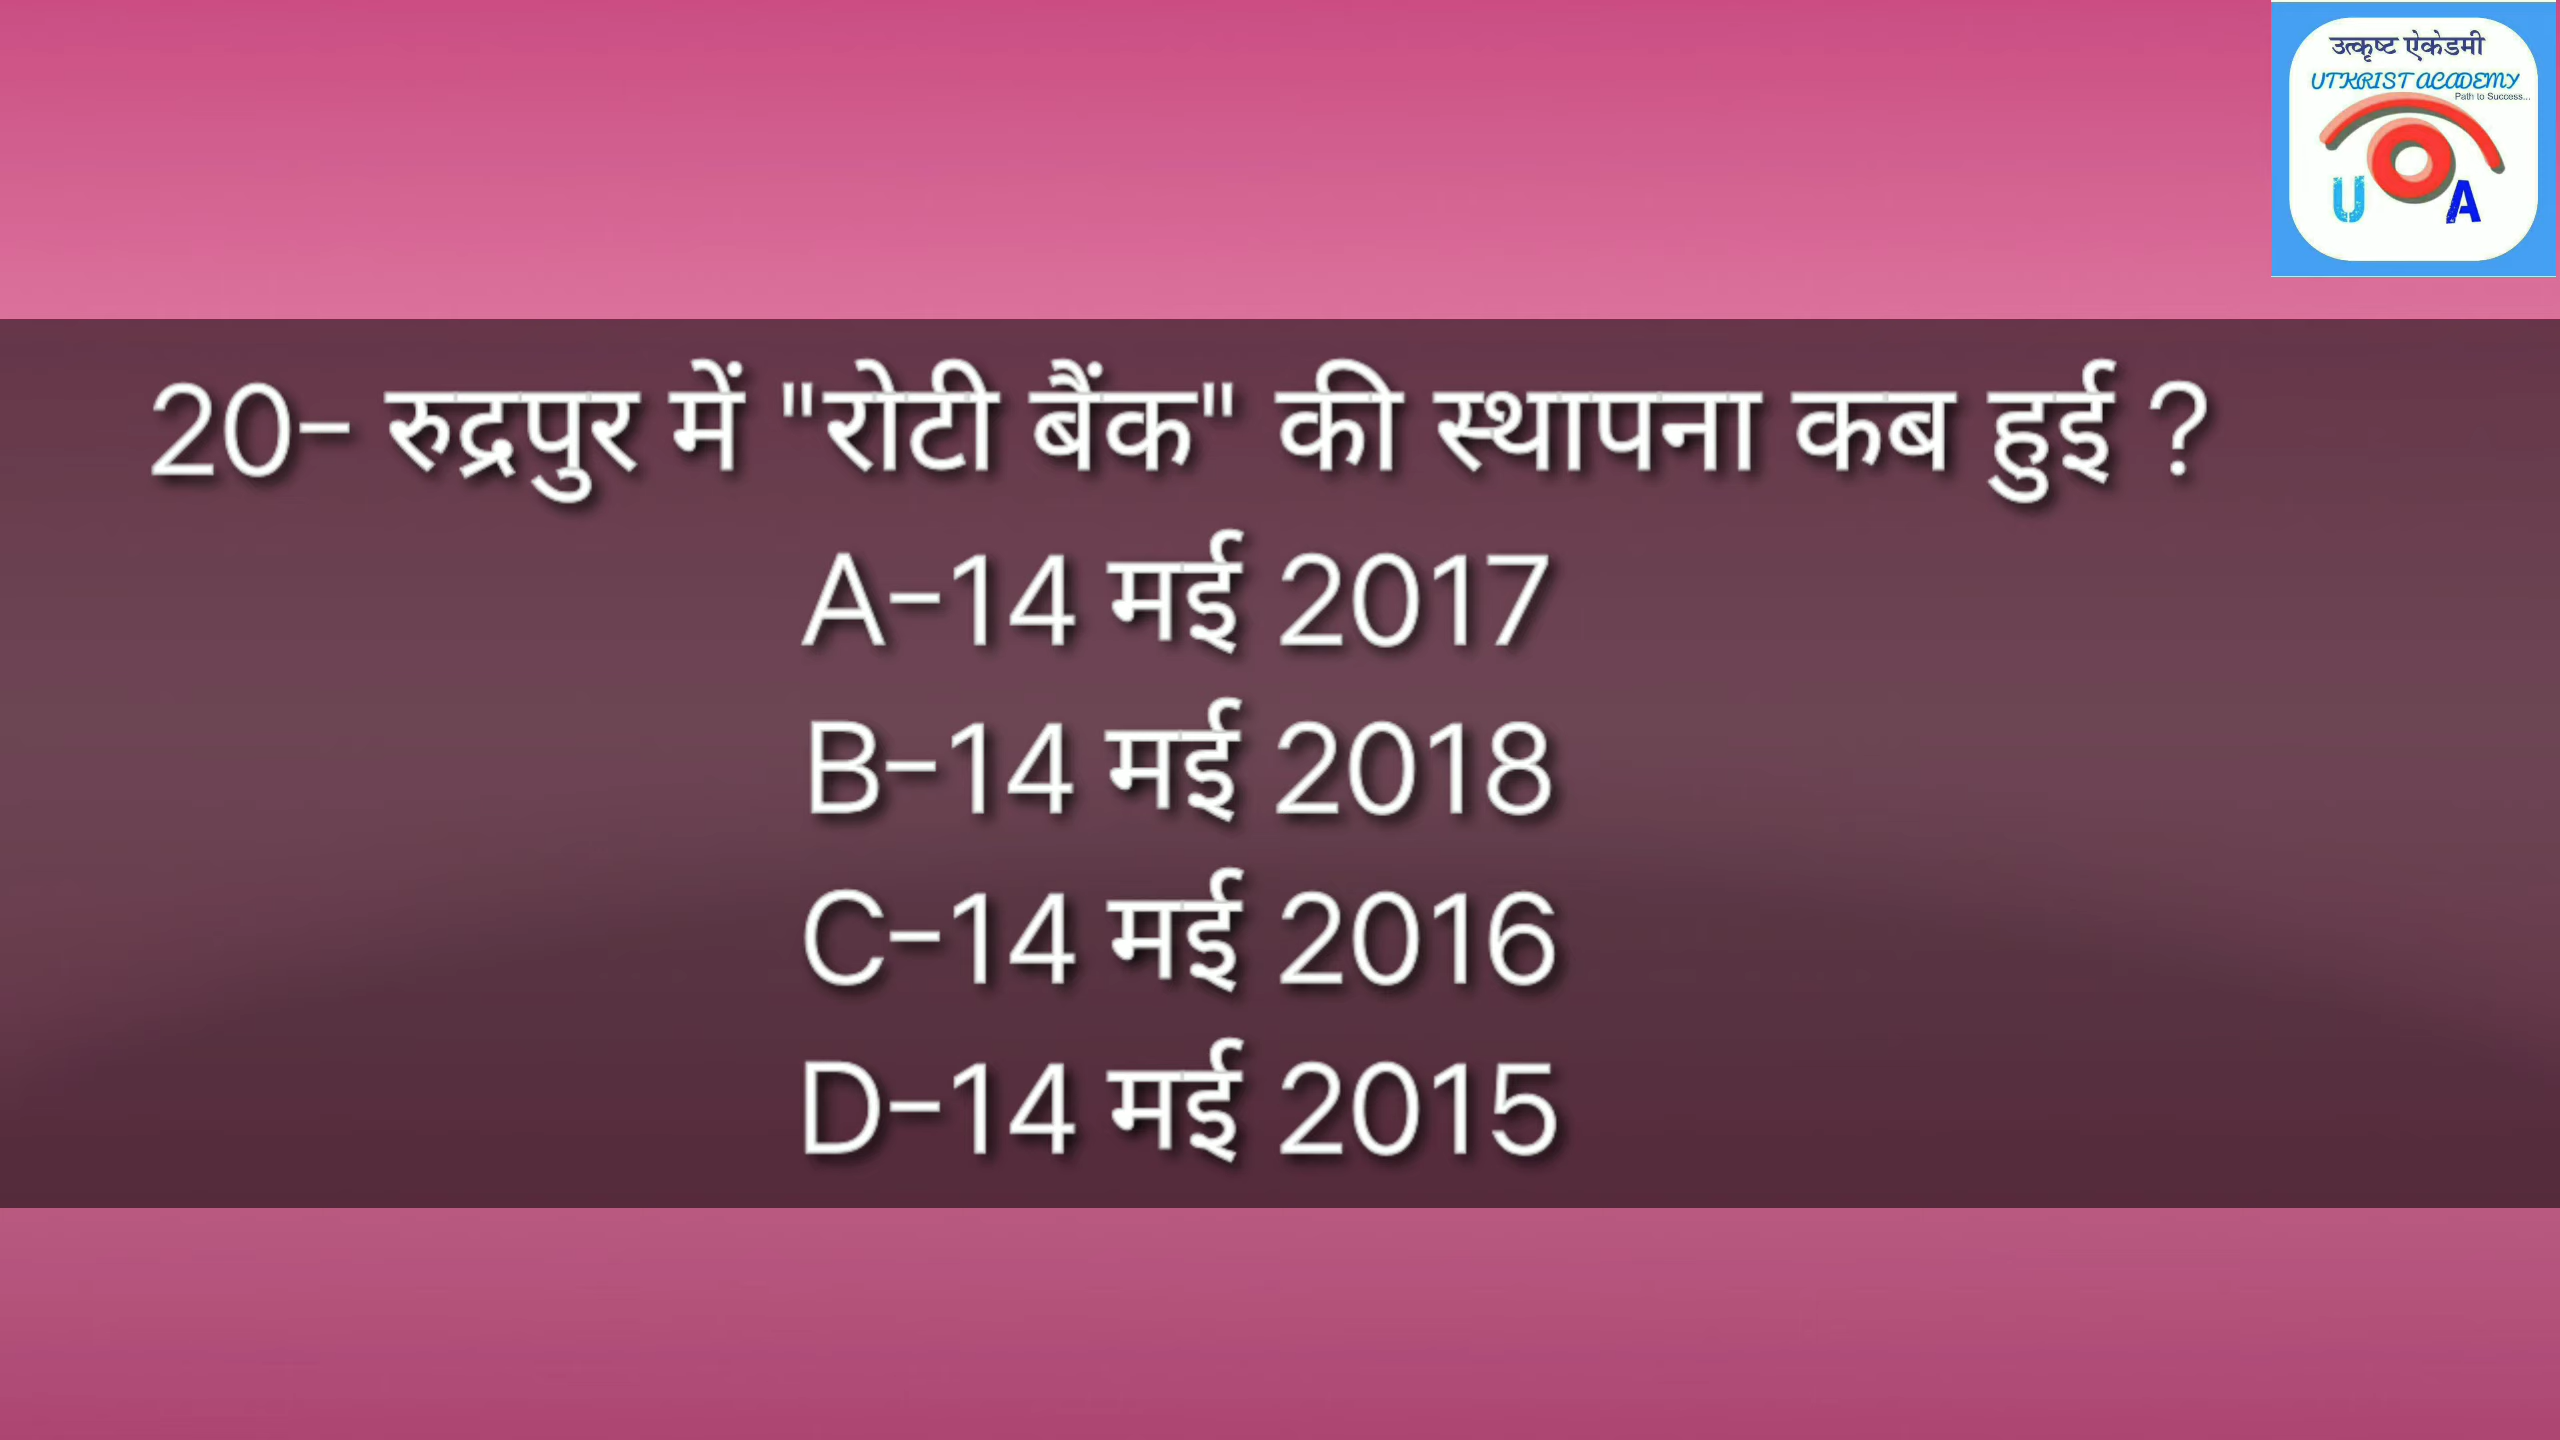 उत्कृष्ट ऐकेडमी
UTKRIST ACADEMY
Path to Success...
U A
20- रुद्रपुर में "रोटी बैंक" की स्थापना कब हुई ?
A-14 मई 2017
B-14 मई 2018
C-14 मई 2016
D-14 मई 2015